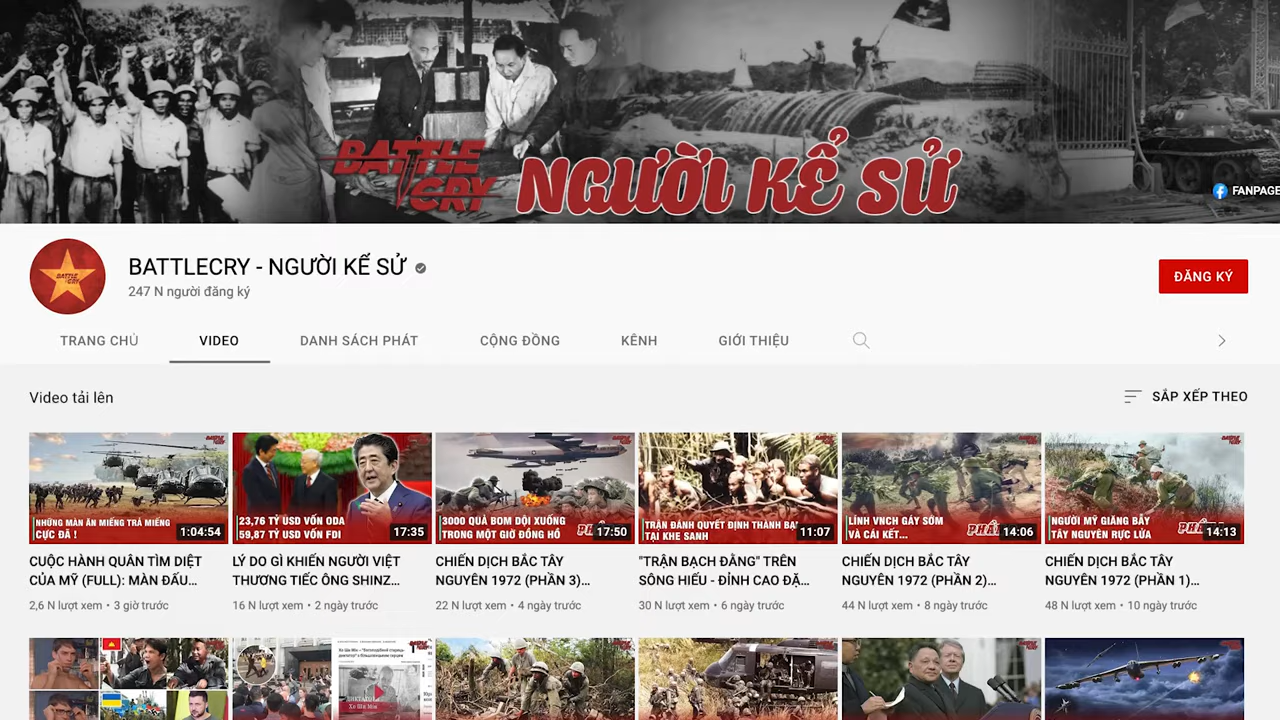 BATTLE
CRY
NGƯỜI KỂ SỬ
FANPAGE
BATTLE
CRY
BATTLECRY - NGƯỜI KỂ SỬ
247 N người đăng ký
ĐĂNG KÝ
TRANG CHỦ
VIDEO
DANH SÁCH PHÁT
CỘNG ĐỒNG
KÊNH
GIỚI THIỆU
Video tải lên
SẮP XẾP THEO
NHỮNG MÀN ĂN MIẾNG TRẢ MIẾNG
CỰC ĐÃ !
1:04:54
23,76 TỶ USD VỐN ODA
59,87 TỶ USD VỐN FDI
17:35
3000 QUẢ BOM DỘI XUỐNG
TRONG MỘT GIỜ ĐỒNG HỒ
17:50
TRẬN ĐÁNH QUYẾT ĐỊNH THÀNH BẠI
TẠI KHE SANH
11:07
LÍNH VNCH GÁY SỚM
VÀ CÁI KẾT...
14:06
NGƯỜI MỸ GIĂNG BẪY
TÂY NGUYÊN RỰC LỬA
14:13
CUỘC HÀNH QUÂN TÌM DIỆT
CỦA MỸ (FULL): MÀN ĐẤU...
2,6 N lượt xem • 3 giờ trước
LÝ DO GÌ KHIẾN NGƯỜI VIỆT
THƯƠNG TIẾC ÔNG SHINZ...
16 N lượt xem • 2 ngày trước
CHIẾN DỊCH BẮC TÂY
NGUYÊN 1972 (PHẦN 3)...
22 N lượt xem • 4 ngày trước
"TRẬN BẠCH ĐẰNG" TRÊN
SÔNG HIẾU - ĐỈNH CAO ĐẶ...
30 N lượt xem • 6 ngày trước
CHIẾN DỊCH BẮC TÂY
NGUYÊN 1972 (PHẦN 2)...
44 N lượt xem • 8 ngày trước
CHIẾN DỊCH BẮC TÂY
NGUYÊN 1972 (PHẦN 1)...
48 N lượt xem • 10 ngày trước